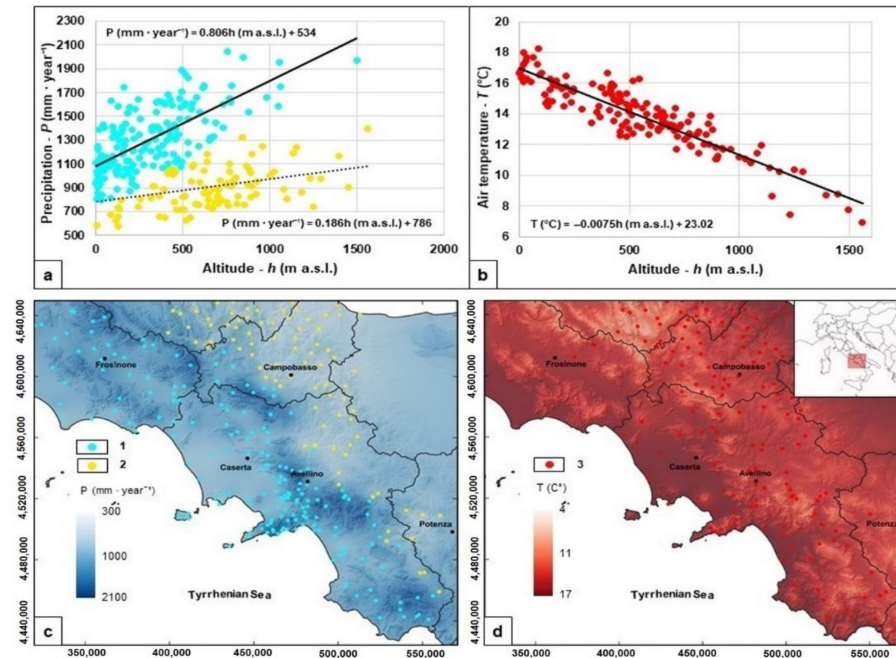 2300
2100
1900
1700
1500
1300
1100
900
700
500
Precipitation - P (mm · year⁻¹)
P (mm · year⁻¹) = 0.806h (m a.s.l.) + 534
P (mm · year⁻¹) = 0.186h (m a.s.l.) + 786
0 500 1000 1500 2000
Altitude - h (m a.s.l.)
a
20
18
16
14
12
10
8
6
Air temperature - T (°C)
T (°C) = −0.0075h (m a.s.l.) + 23.02
0 500 1000 1500
Altitude - h (m a.s.l.)
b
4,640,000
4,600,000
4,560,000
4,520,000
4,480,000
4,440,000
Frosinone
Campobasso
Caserta
Avellino
Potenza
1
2
P (mm · year⁻¹)
300
1000
2100
Tyrrhenian Sea
c
350,000 400,000 450,000 500,000 550,000
4,640,000
4,600,000
4,560,000
4,520,000
4,480,000
4,440,000
Frosinone
Campobasso
Caserta
Avellino
Potenza
3
T (C°)
4
11
17
Tyrrhenian Sea
d
350,000 400,000 450,000 500,000 550,000